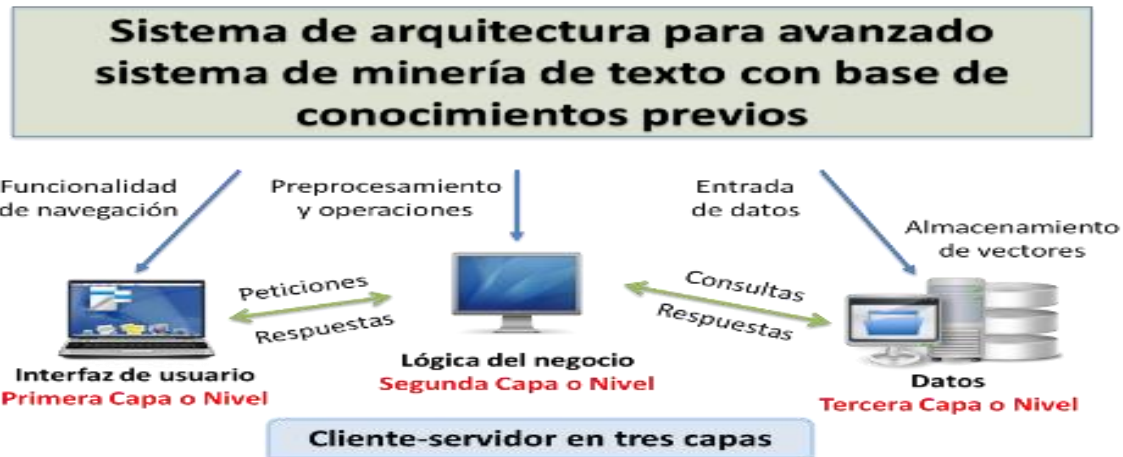 Sistema de arquitectura para avanzado
sistema de minería de texto con base de
conocimientos previos
Funcionalidad
de navegación
Preprocesamiento
y operaciones
Entrada
de datos
Almacenamiento
de vectores
Peticiones
Respuestas
Consultas
Respuestas
Interfaz de usuario
Primera Capa o Nivel
Lógica del negocio
Segunda Capa o Nivel
Datos
Tercera Capa o Nivel
Cliente-servidor en tres capas